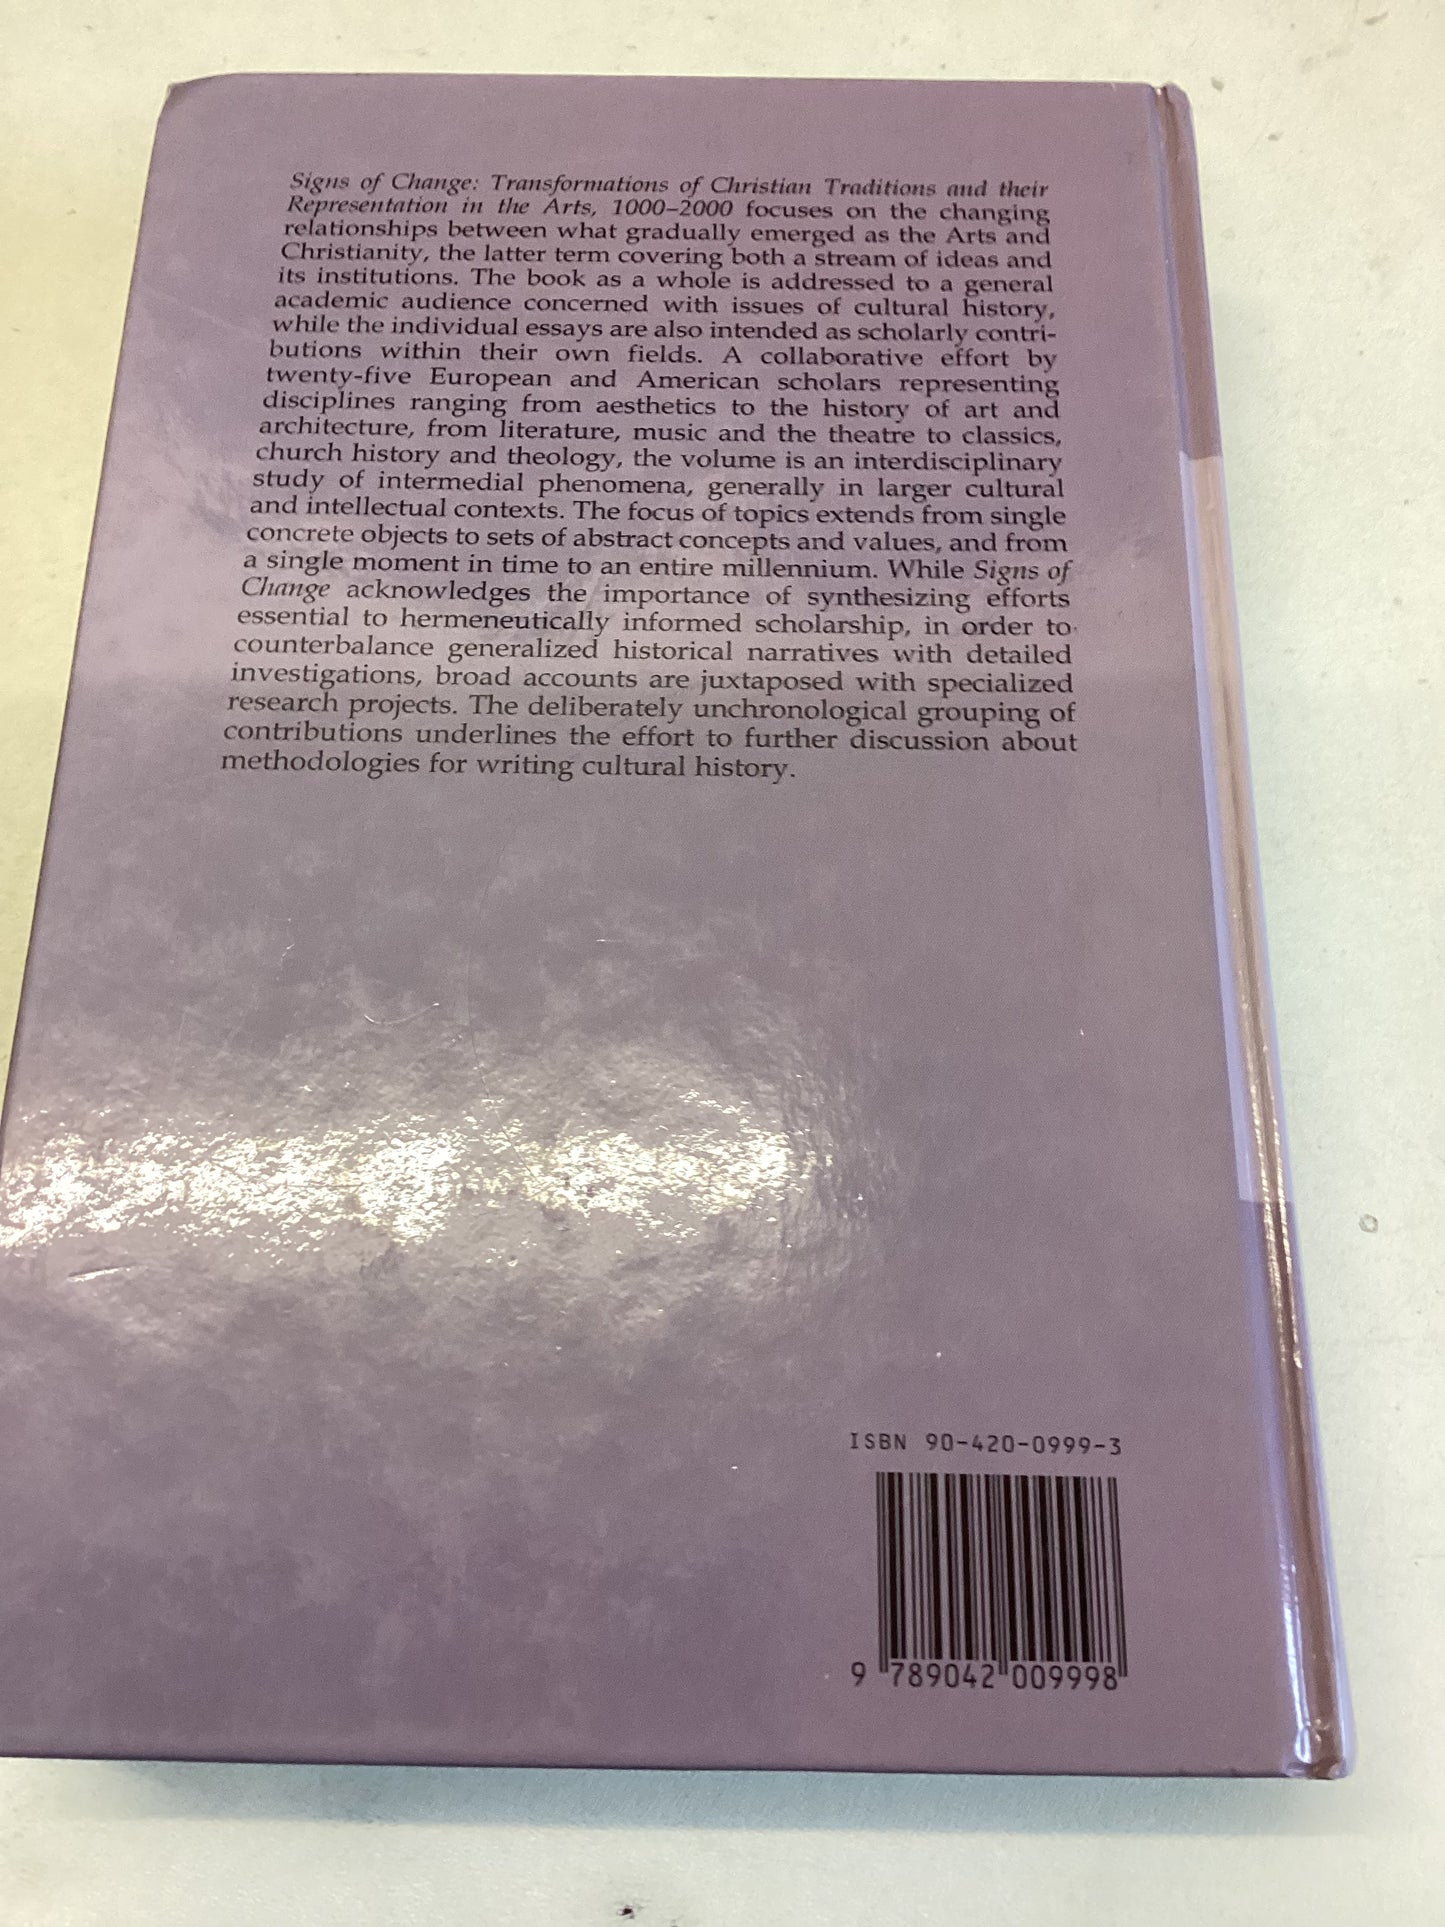 Signs of Change: Transformations of Christian Traditions and their
Representation in the Arts, 1000–2000 focuses on the changing
relationships between what gradually emerged as the Arts and
Christianity, the latter term covering both a stream of ideas and
its institutions. The book as a whole is addressed to a general
academic audience concerned with issues of cultural history,
while the individual essays are also intended as scholarly contri-
butions within their own fields. A collaborative effort by
twenty-five European and American scholars representing
disciplines ranging from aesthetics to the history of art and
architecture, from literature, music and the theatre to classics,
church history and theology, the volume is an interdisciplinary
study of intermedial phenomena, generally in larger cultural
and intellectual contexts. The focus of topics extends from single
concrete objects to sets of abstract concepts and values, and from
a single moment in time to an entire millennium. While Signs of
Change acknowledges the importance of synthesizing efforts
essential to hermeneutically informed scholarship, in order to
counterbalance generalized historical narratives with detailed
investigations, broad accounts are juxtaposed with specialized
research projects. The deliberately unchronological grouping of
contributions underlines the effort to further discussion about
methodologies for writing cultural history.
ISBN 90-420-0999-3
9 789042 009998